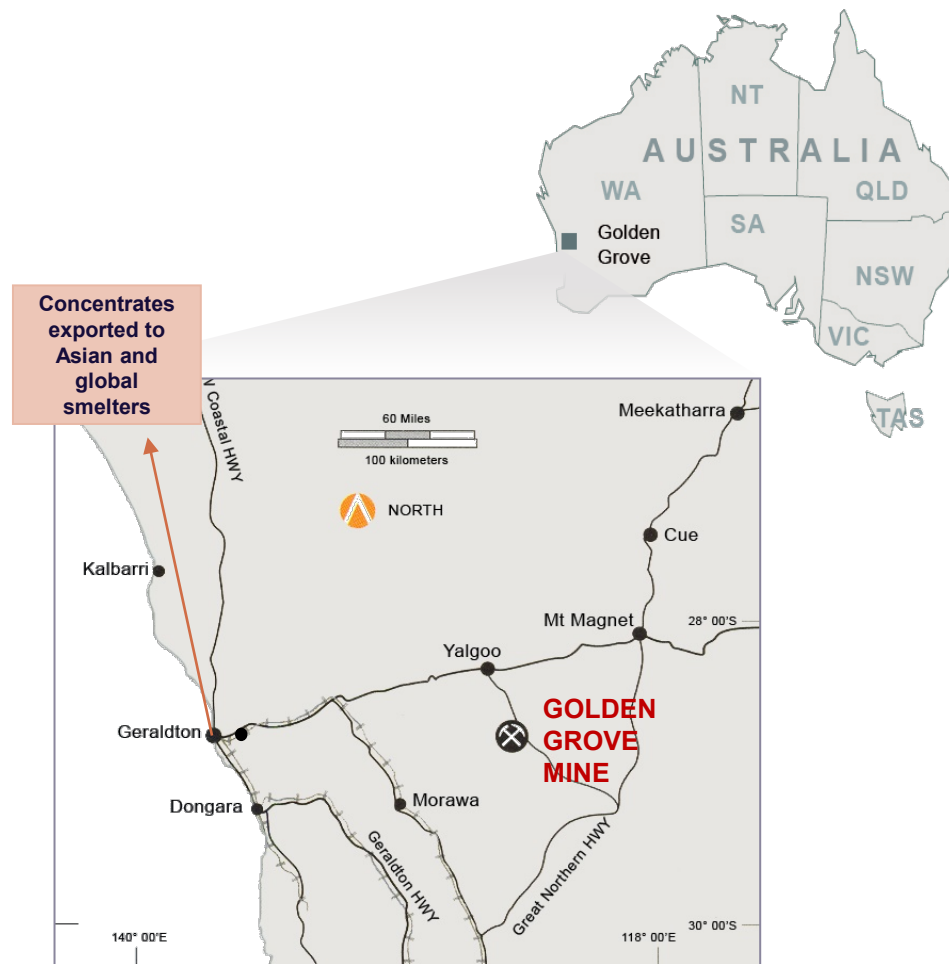 NT
AUSTRALIA
WA
QLD
SA
Golden
Grove
NSW
VIC
TAS
Concentrates
exported to
Asian and
global
smelters
N Coastal HWY
60 Miles
100 kilometers
NORTH
Meekatharra
Cue
Kalbarri
Mt Magnet
28° 00'S
Yalgoo
GOLDEN
GROVE
MINE
Geraldton
Dongara
Morawa
Geraldton HWY
Great Northern HWY
30° 00'S
140° 00'E
118° 00'E